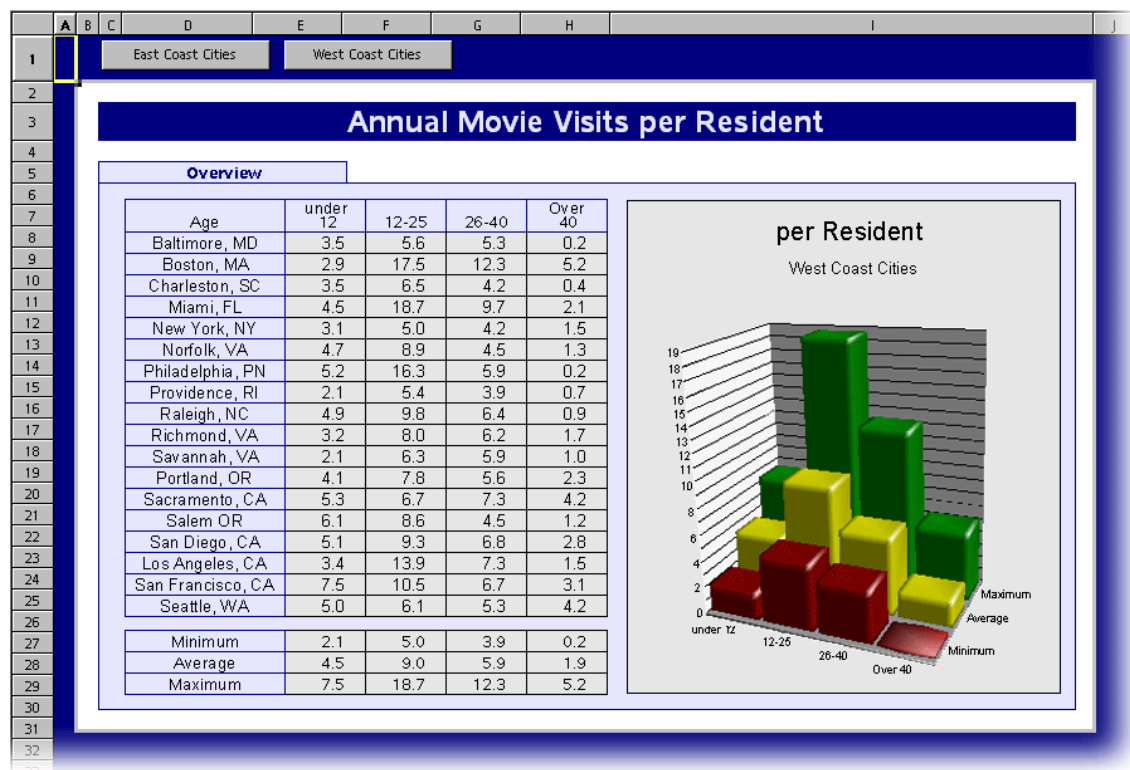 A B C D E F G H I J
1 East Coast Cities West Coast Cities
2
3 Annual Movie Visits per Resident
4
5 Overview
6
7 Age under 12 12-25 26-40 Over 40
8 Baltimore, MD 3.5 5.6 5.3 0.2
9 Boston, MA 2.9 17.5 12.3 5.2
10 Charleston, SC 3.5 6.5 4.2 0.4
11 Miami, FL 4.5 18.7 9.7 2.1
12 New York, NY 3.1 5.0 4.2 1.5
13 Norfolk, VA 4.7 8.9 4.5 1.3
14 Philadelphia, PN 5.2 16.3 5.9 0.2
15 Providence, RI 2.1 5.4 3.9 0.7
16 Raleigh, NC 4.9 9.8 6.4 0.9
17 Richmond, VA 3.2 8.0 6.2 1.7
18 Savannah, VA 2.1 6.3 5.9 1.0
19 Portland, OR 4.1 7.8 5.6 2.3
20 Sacramento, CA 5.3 6.7 7.3 4.2
21 Salem OR 6.1 8.6 4.5 1.2
22 San Diego, CA 5.1 9.3 6.8 2.8
23 Los Angeles, CA 3.4 13.9 7.3 1.5
24 San Francisco, CA 7.5 10.5 6.7 3.1
25 Seattle, WA 5.0 6.1 5.3 4.2
26
27 Minimum 2.1 5.0 3.9 0.2
28 Average 4.5 9.0 5.9 1.9
29 Maximum 7.5 18.7 12.3 5.2
30
31
32
per Resident
West Coast Cities
19
18
17
16
15
14
13
12
11
10
8
6
4
2
0
under 12
12-25
26-40
Over 40
Maximum
Average
Minimum